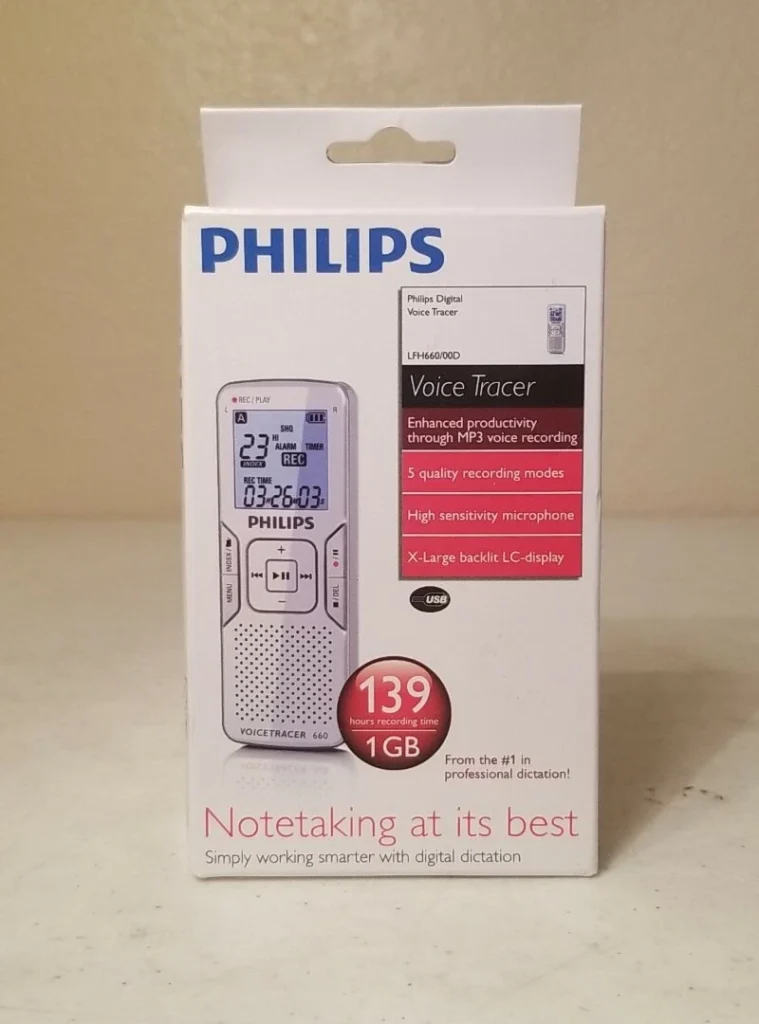 PHILIPS
Philips Digital
Voice Tracer
LFH660/00D
Voice Tracer
Enhanced productivity
through MP3 voice recording
5 quality recording modes
High sensitivity microphone
X-Large backlit LC-display
USB
REC / PLAY
L R
A
SHQ
23 HI
ALARM TIMER
INDEX REC
REC TIME
03H26M03S
PHILIPS
INDEX /
MENU
/ DEL
VOICETRACER 660
139
hours recording time
1GB
From the #1 in
professional dictation!
Notetaking at its best
Simply working smarter with digital dictation